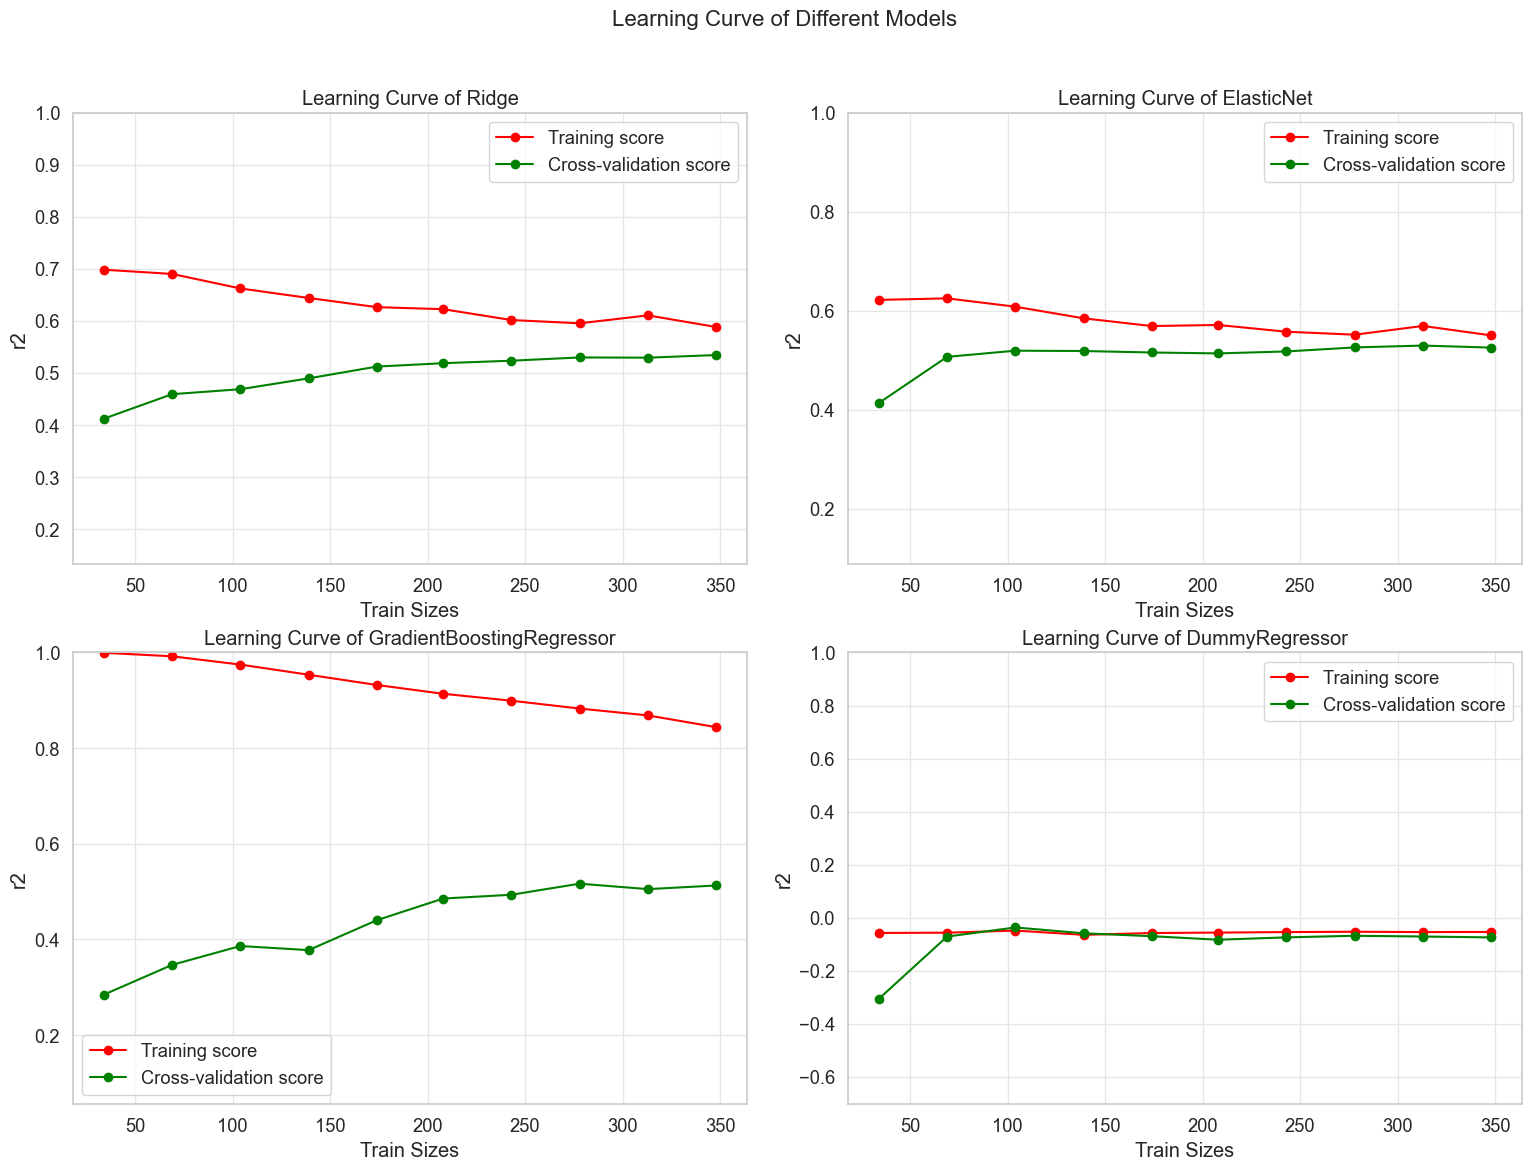 Learning Curve of Different Models
Learning Curve of Ridge
1.0
0.9
0.8
0.7
0.6
0.5
0.4
0.3
0.2
r2
50 100 150 200 250 300 350
Train Sizes
Training score
Cross-validation score
Learning Curve of ElasticNet
1.0
0.8
0.6
0.4
0.2
r2
50 100 150 200 250 300 350
Train Sizes
Training score
Cross-validation score
Learning Curve of GradientBoostingRegressor
1.0
0.8
0.6
0.4
0.2
r2
50 100 150 200 250 300 350
Train Sizes
Training score
Cross-validation score
Learning Curve of DummyRegressor
1.0
0.8
0.6
0.4
0.2
0.0
−0.2
−0.4
−0.6
r2
50 100 150 200 250 300 350
Train Sizes
Training score
Cross-validation score